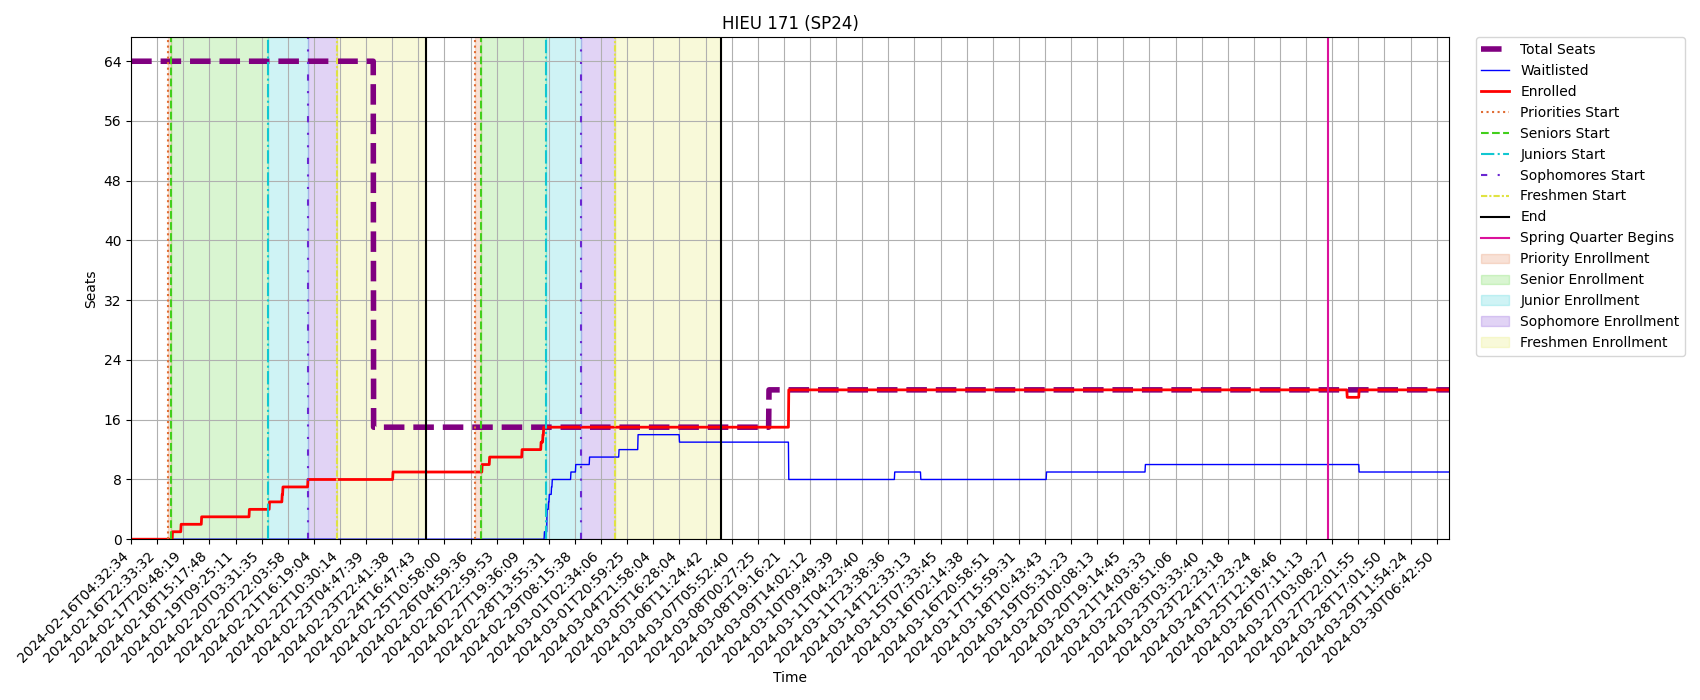 HIEU 171 (SP24)
Seats
64
56
48
40
32
24
16
8
0
2024-02-16T04:32:34
2024-02-16T22:33:32
2024-02-17T20:48:19
2024-02-18T15:17:48
2024-02-19T09:25:11
2024-02-20T03:31:35
2024-02-20T22:03:58
2024-02-21T16:19:04
2024-02-22T10:30:14
2024-02-23T04:47:39
2024-02-23T22:41:38
2024-02-24T16:47:43
2024-02-25T10:58:00
2024-02-26T04:59:36
2024-02-26T22:59:53
2024-02-27T19:36:09
2024-02-28T13:55:31
2024-02-29T08:15:38
2024-03-01T02:34:06
2024-03-01T20:59:25
2024-03-04T21:58:04
2024-03-05T16:28:04
2024-03-06T11:24:42
2024-03-07T05:52:40
2024-03-08T00:27:25
2024-03-08T19:16:21
2024-03-09T14:02:12
2024-03-10T09:49:39
2024-03-11T04:23:40
2024-03-11T23:38:36
2024-03-14T12:33:13
2024-03-15T07:33:45
2024-03-16T02:14:38
2024-03-16T20:58:51
2024-03-17T15:59:31
2024-03-18T10:43:43
2024-03-19T05:31:23
2024-03-20T00:08:13
2024-03-20T19:14:45
2024-03-21T14:03:33
2024-03-22T08:51:06
2024-03-23T03:33:40
2024-03-23T22:23:18
2024-03-24T17:23:24
2024-03-25T12:18:46
2024-03-26T07:11:13
2024-03-27T03:08:27
2024-03-27T22:01:55
2024-03-28T17:01:50
2024-03-29T11:54:24
2024-03-30T06:42:50
Time
Total Seats
Waitlisted
Enrolled
Priorities Start
Seniors Start
Juniors Start
Sophomores Start
Freshmen Start
End
Spring Quarter Begins
Priority Enrollment
Senior Enrollment
Junior Enrollment
Sophomore Enrollment
Freshmen Enrollment